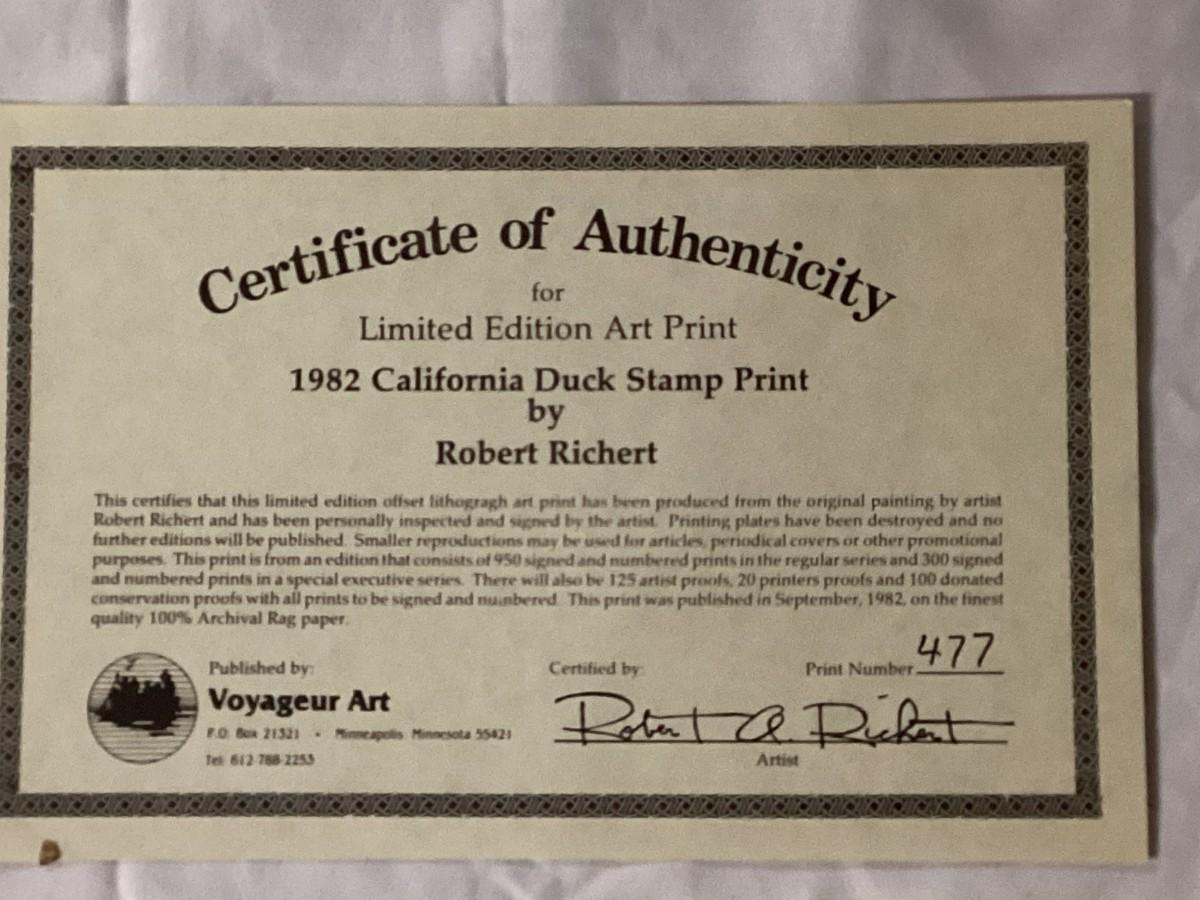 Certificate of Authenticity
for
Limited Edition Art Print
1982 California Duck Stamp Print
by
Robert Richert
This certifies that this limited edition offset lithogragh art print has been produced from the original painting by artist
Robert Richert and has been personally inspected and signed by the artist. Printing plates have been destroyed and no
further editions will be published. Smaller reproductions may be used for articles, periodical covers or other promotional
purposes. This print is from an edition that consists of 950 signed and numbered prints in the regular series and 300 signed
and numbered prints in a special executive series. There will also be 125 artist proofs, 20 printers proofs and 100 donated
conservation proofs with all prints to be signed and numbered. This print was published in September, 1982, on the finest
quality 100% Archival Rag paper.
Published by:
Voyageur Art
P.O. Box 21321 • Minneapolis Minnesota 55421
Tel: 612-788-2253
Certified by:
Print Number 477
Robert A. Richert
Artist